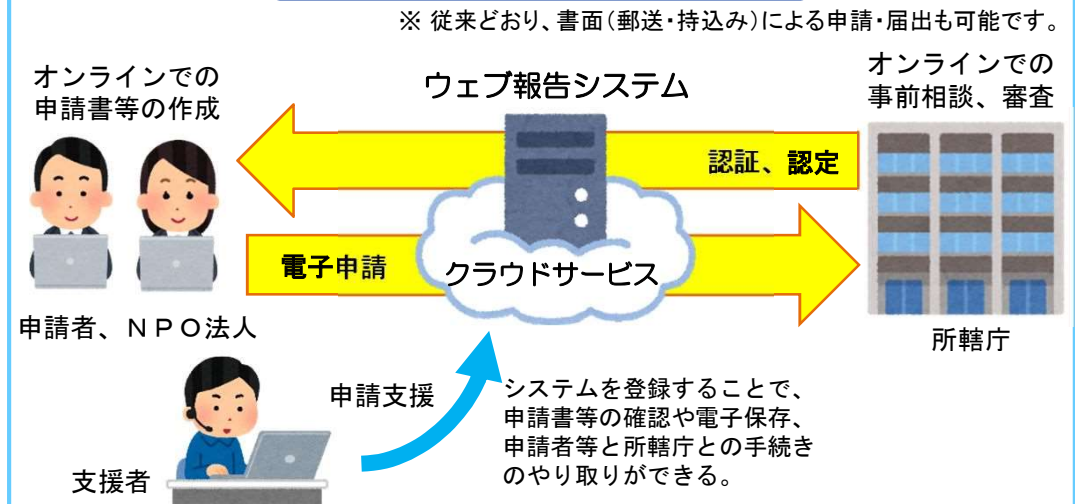 ※ 従来どおり、書面(郵送・持込み)による申請・届出も可能です。
オンラインでの
申請書等の作成
ウェブ報告システム
オンラインでの
事前相談、審査
認証、認定
電子申請
クラウドサービス
申請者、ＮＰＯ法人
所轄庁
申請支援
システムを登録することで、
申請書等の確認や電子保存、
申請者等と所轄庁との手続き
のやり取りができる。
支援者